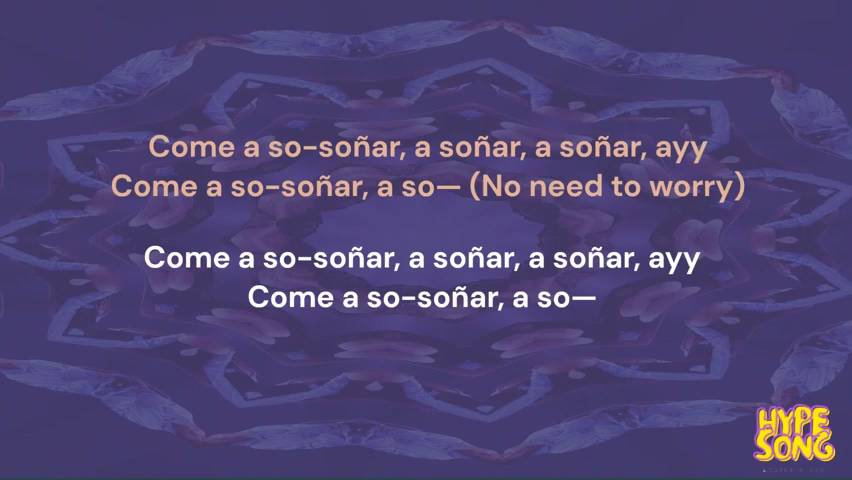 Come a so-soñar, a soñar, a soñar, ayy
Come a so-soñar, a so— (No need to worry)
Come a so-soñar, a soñar, a soñar, ayy
Come a so-soñar, a so—
HYPE
SONG